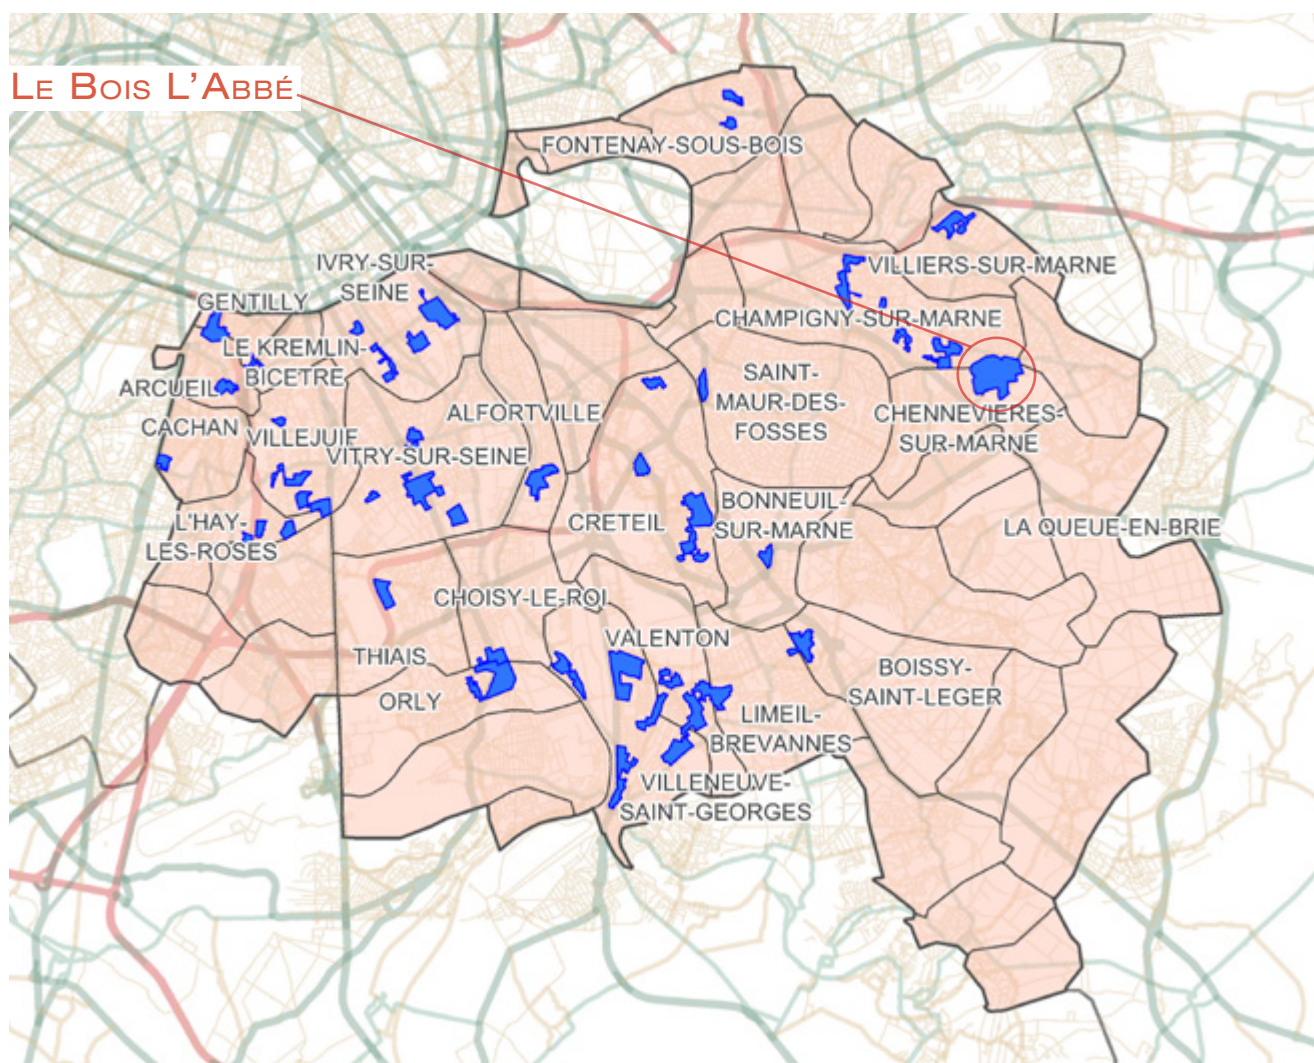 LE BOIS L'ABBÉ
FONTENAY-SOUS-BOIS
IVRY-SUR-
SEINE
VILLIERS-SUR-MARNE
GENTILLY
CHAMPIGNY-SUR-MARNE
LE KREMLIN-
BICETRE
ARCUEIL
SAINT-
MAUR-DES-
FOSSES
ALFORTVILLE
CHENNEVIERES-
SUR-MARNE
CACHAN
VILLEJUIF
VITRY-SUR-SEINE
BONNEUIL-
SUR-MARNE
L'HAY-
LES-ROSES
CRETEIL
LA QUEUE-EN-BRIE
CHOISY-LE-ROI
VALENTON
THIAIS
BOISSY-
SAINT-LEGER
ORLY
LIMEIL-
BREVANNES
VILLENEUVE-
SAINT-GEORGES